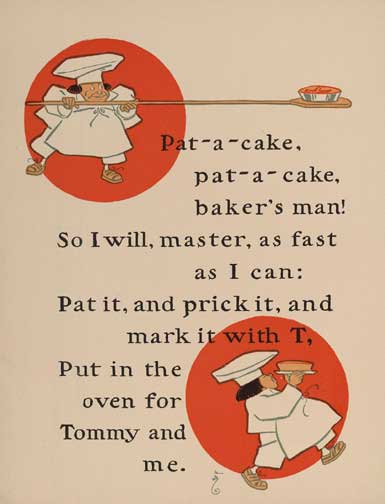 Pat-a-cake,
pat-a-cake,
baker's man!
So I will, master, as fast
as I can:
Pat it, and prick it, and
mark it with T,
Put in the
oven for
Tommy and
me.